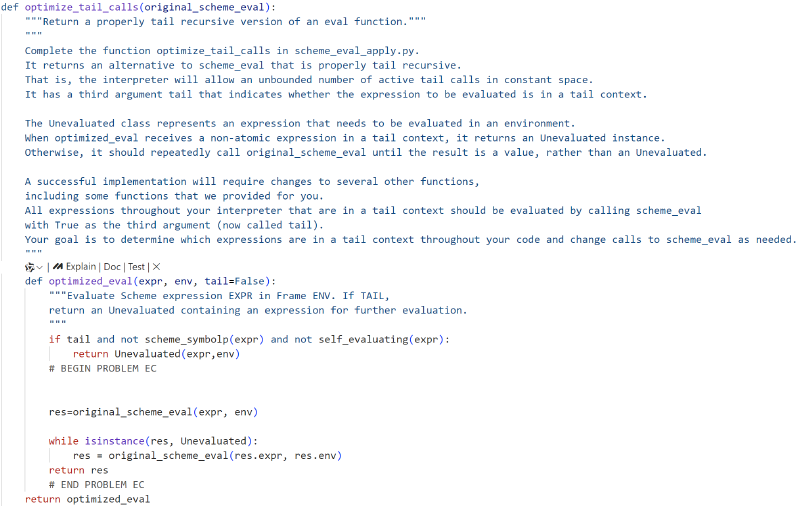 def optimize_tail_calls(original_scheme_eval):
    """Return a properly tail recursive version of an eval function."""
    """
    Complete the function optimize_tail_calls in scheme_eval_apply.py.
    It returns an alternative to scheme_eval that is properly tail recursive.
    That is, the interpreter will allow an unbounded number of active tail calls in constant space.
    It has a third argument tail that indicates whether the expression to be evaluated is in a tail context.

    The Unevaluated class represents an expression that needs to be evaluated in an environment.
    When optimized_eval receives a non-atomic expression in a tail context, it returns an Unevaluated instance.
    Otherwise, it should repeatedly call original_scheme_eval until the result is a value, rather than an Unevaluated.

    A successful implementation will require changes to several other functions,
    including some functions that we provided for you.
    All expressions throughout your interpreter that are in a tail context should be evaluated by calling scheme_eval
    with True as the third argument (now called tail).
    Your goal is to determine which expressions are in a tail context throughout your code and change calls to scheme_eval as needed.
    """
    | Explain | Doc | Test | X
    def optimized_eval(expr, env, tail=False):
        """Evaluate Scheme expression EXPR in Frame ENV. If TAIL,
        return an Unevaluated containing an expression for further evaluation.
        """
        if tail and not scheme_symbolp(expr) and not self_evaluating(expr):
            return Unevaluated(expr,env)
        # BEGIN PROBLEM EC

        res=original_scheme_eval(expr, env)

        while isinstance(res, Unevaluated):
            res = original_scheme_eval(res.expr, res.env)
        return res
        # END PROBLEM EC
    return optimized_eval